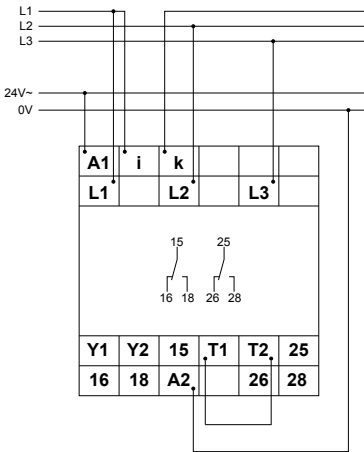 L1
L2
L3
24V~
0V
A1 i k
L1 L2 L3
15 25
16 18 26 28
Y1 Y2 15 T1 T2 25
16 18 A2 26 28